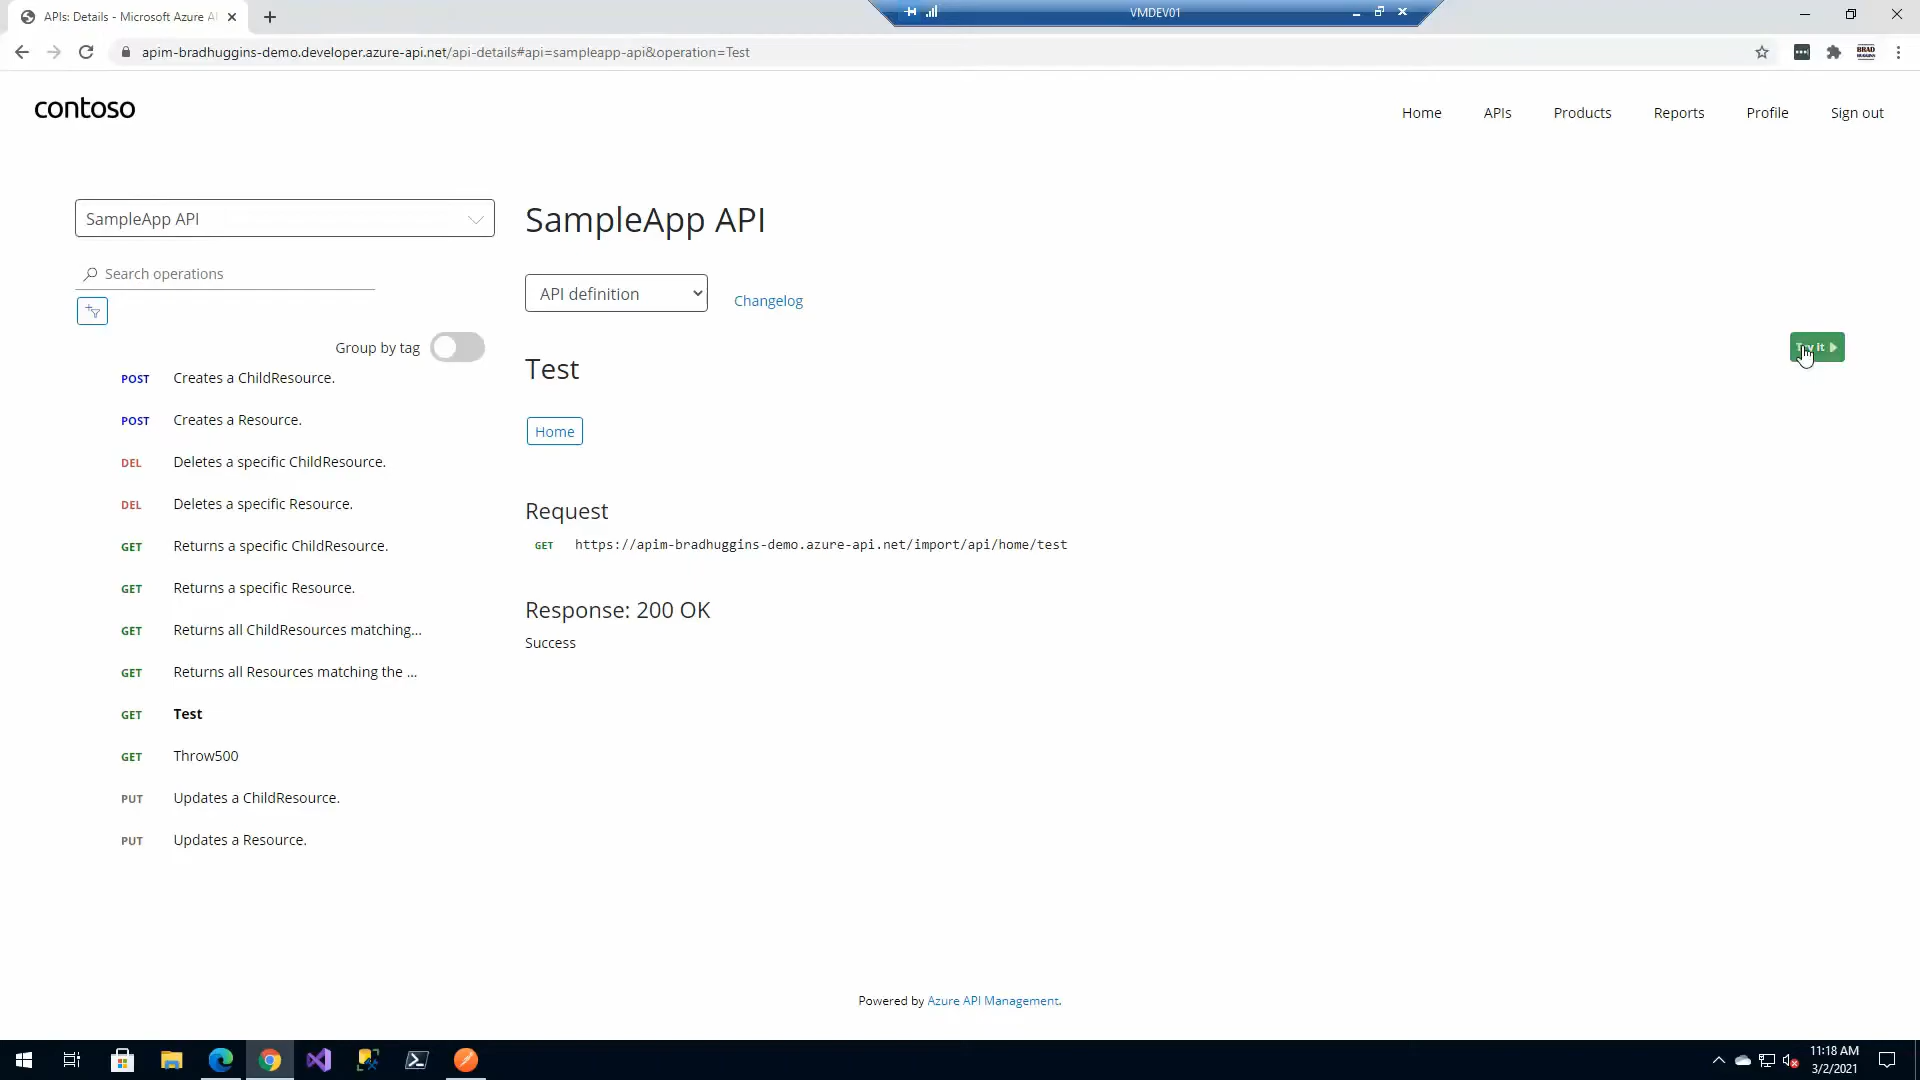 APIs: Details - Microsoft Azure A
VMDEV01
apim-bradhuggins-demo.developer.azure-api.net/api-details#api=sampleapp-api&operation=Test
BRAD
HUGGINS
contoso
Home
APIs
Products
Reports
Profile
Sign out
SampleApp API
Search operations
Group by tag
POST Creates a ChildResource.
POST Creates a Resource.
DEL Deletes a specific ChildResource.
DEL Deletes a specific Resource.
GET Returns a specific ChildResource.
GET Returns a specific Resource.
GET Returns all ChildResources matching...
GET Returns all Resources matching the ...
GET Test
GET Throw500
PUT Updates a ChildResource.
PUT Updates a Resource.
SampleApp API
API definition
Changelog
Test
Try it
Home
Request
GET https://apim-bradhuggins-demo.azure-api.net/import/api/home/test
Response: 200 OK
Success
Powered by Azure API Management.
11:18 AM
3/2/2021